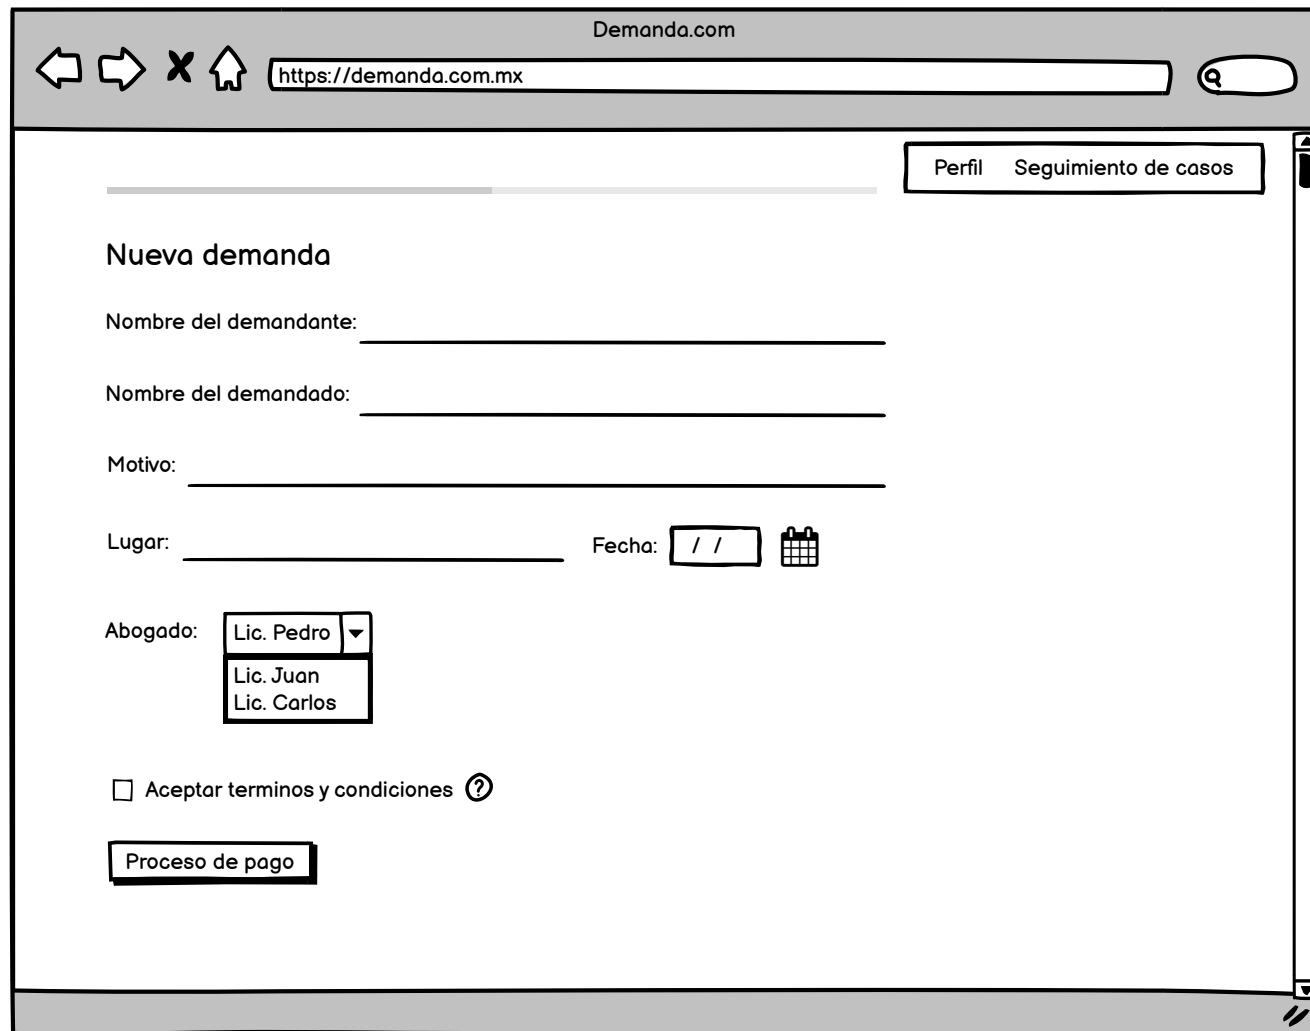 Demanda.com
https://demanda.com.mx
Perfil Seguimiento de casos
Nueva demanda
Nombre del demandante:
Nombre del demandado:
Motivo:
Lugar: Fecha: / /
Abogado: Lic. Pedro
Lic. Juan
Lic. Carlos
Aceptar terminos y condiciones ?
Proceso de pago